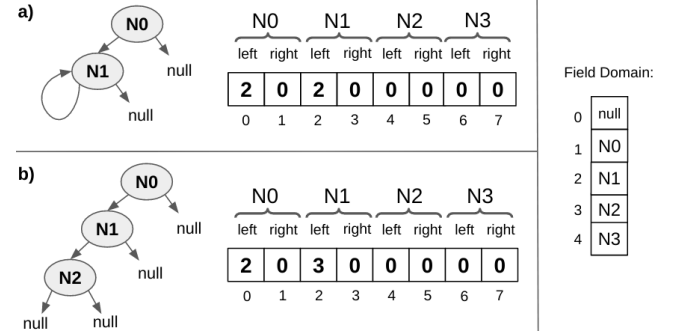 a)
N0
N1
null
null
N0 N1 N2 N3
left right left right left right left right
2 0 2 0 0 0 0 0
0 1 2 3 4 5 6 7
b)
N0
N1
null
N2
null
null null
N0 N1 N2 N3
left right left right left right left right
2 0 3 0 0 0 0 0
0 1 2 3 4 5 6 7
Field Domain:
0 null
1 N0
2 N1
3 N2
4 N3